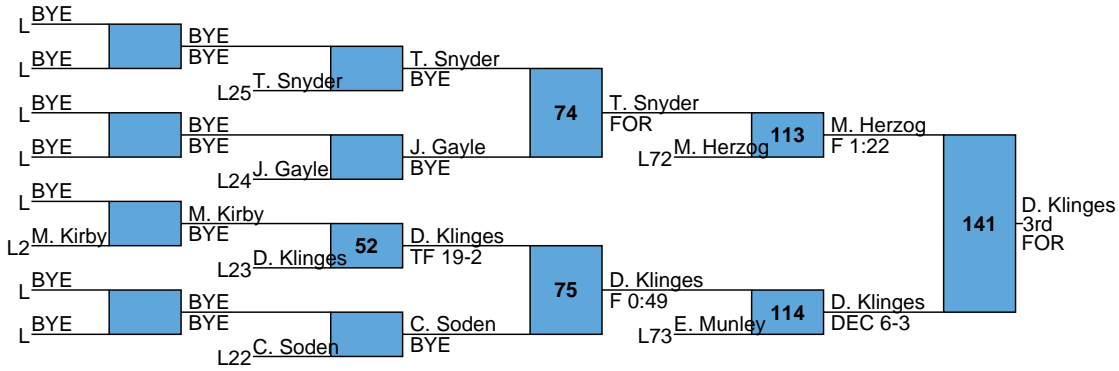 L BYE
BYE
BYE
L BYE
T. Snyder
BYE
L25 T. Snyder
74
T. Snyder
FOR
L BYE
BYE
BYE
L BYE
J. Gayle
BYE
L24 J. Gayle
113
M. Herzog
F 1:22
L72 M. Herzog
L BYE
M. Kirby
BYE
L2 M. Kirby
52
D. Klinges
TF 19-2
L23 D. Klinges
141
D. Klinges
3rd
FOR
75
D. Klinges
F 0:49
L BYE
BYE
BYE
L BYE
C. Soden
BYE
L22 C. Soden
114
D. Klinges
DEC 6-3
L73 E. Munley